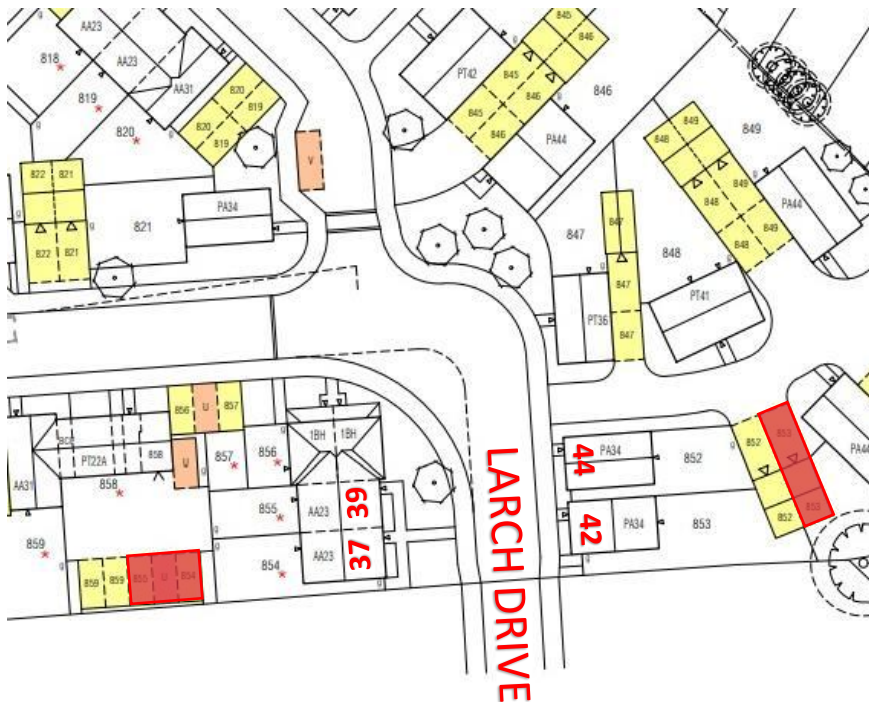 AA23
818 *
AA23
AA31
819 *
820 *
g
820
819
820
819
V
PT42
845
846
845
846
845
846
846
PA44
g
822
821
822
821
g
821
PA34
g
849
848
849
848
849
848
849
PA44
g
847
847
847
847
g
PT36
848
g
PT41
856
U
857
1BH
1BH
g
PT22A
858
U
g
857 *
856 *
858 *
AA31
855 *
AA23
39
859 *
g
g
854 *
AA23
37
g
859
859
855
U
854
LARCH DRIVE
44
PA34
852
g
852
853
852
853
42
PA34
853
g